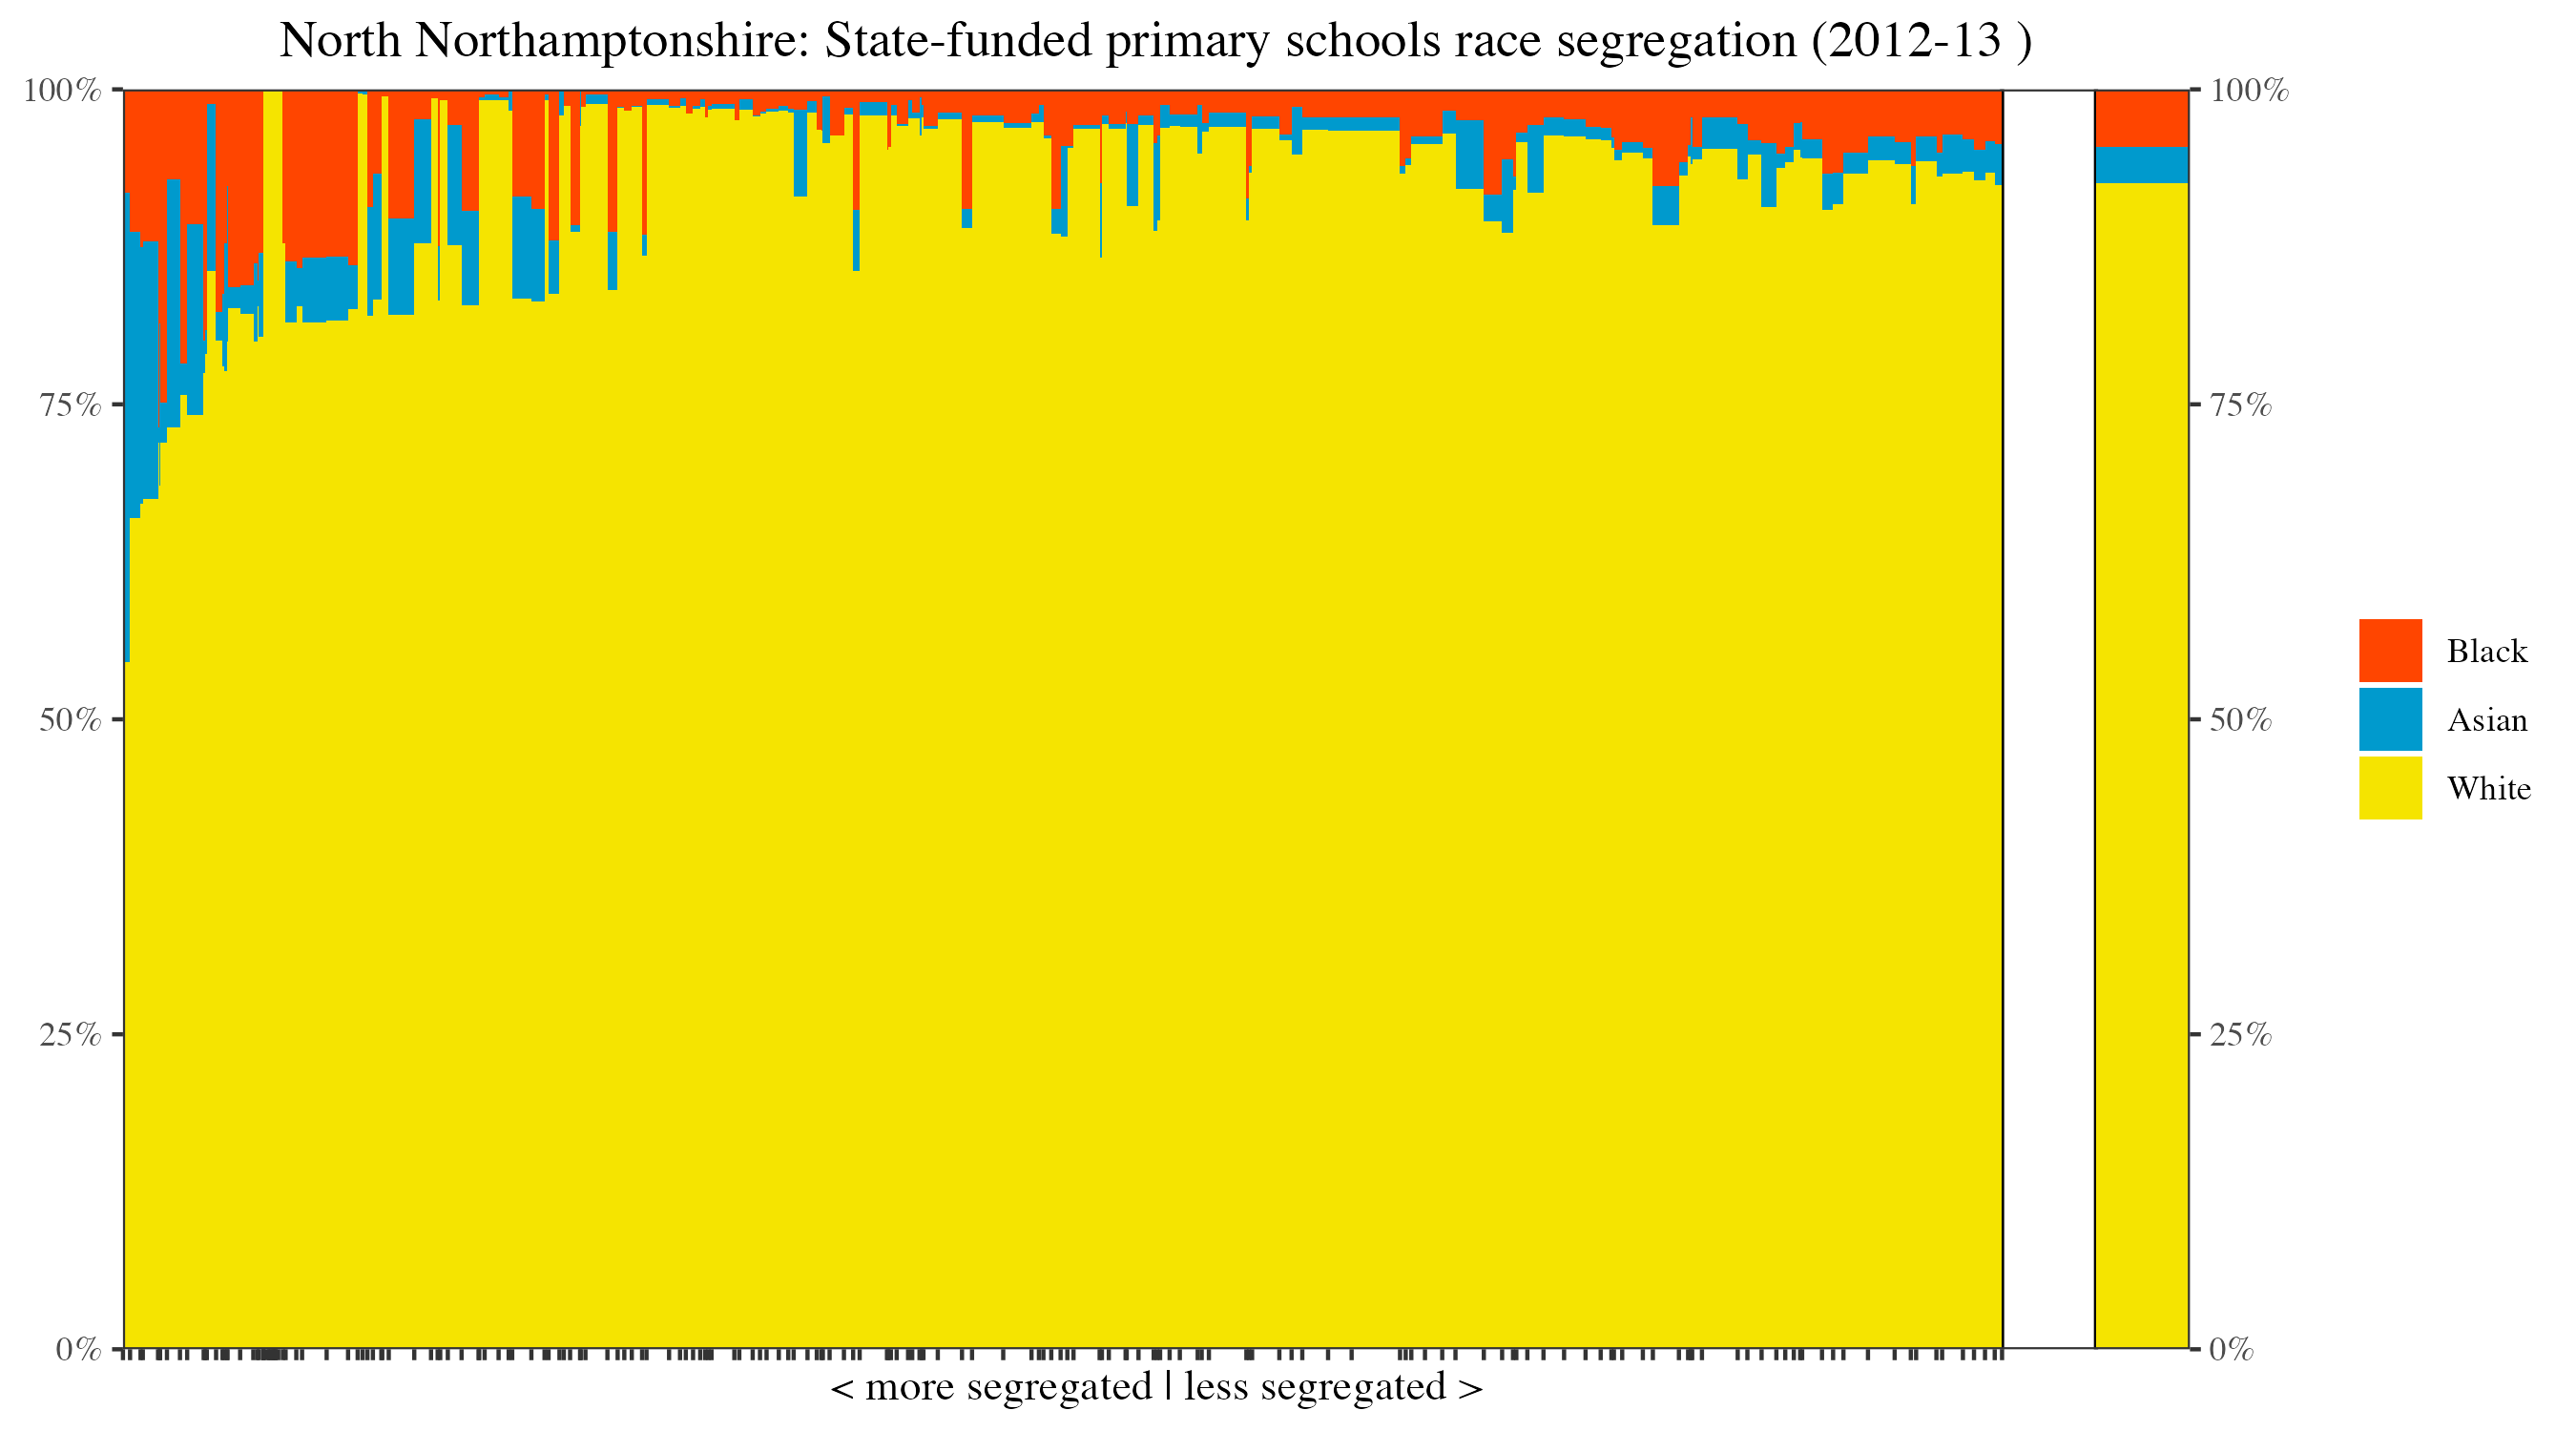 North Northamptonshire: State-funded primary schools race segregation (2012-13 )
100%
75%
50%
25%
0%
100%
75%
50%
25%
0%
Black
Asian
White
< more segregated | less segregated >